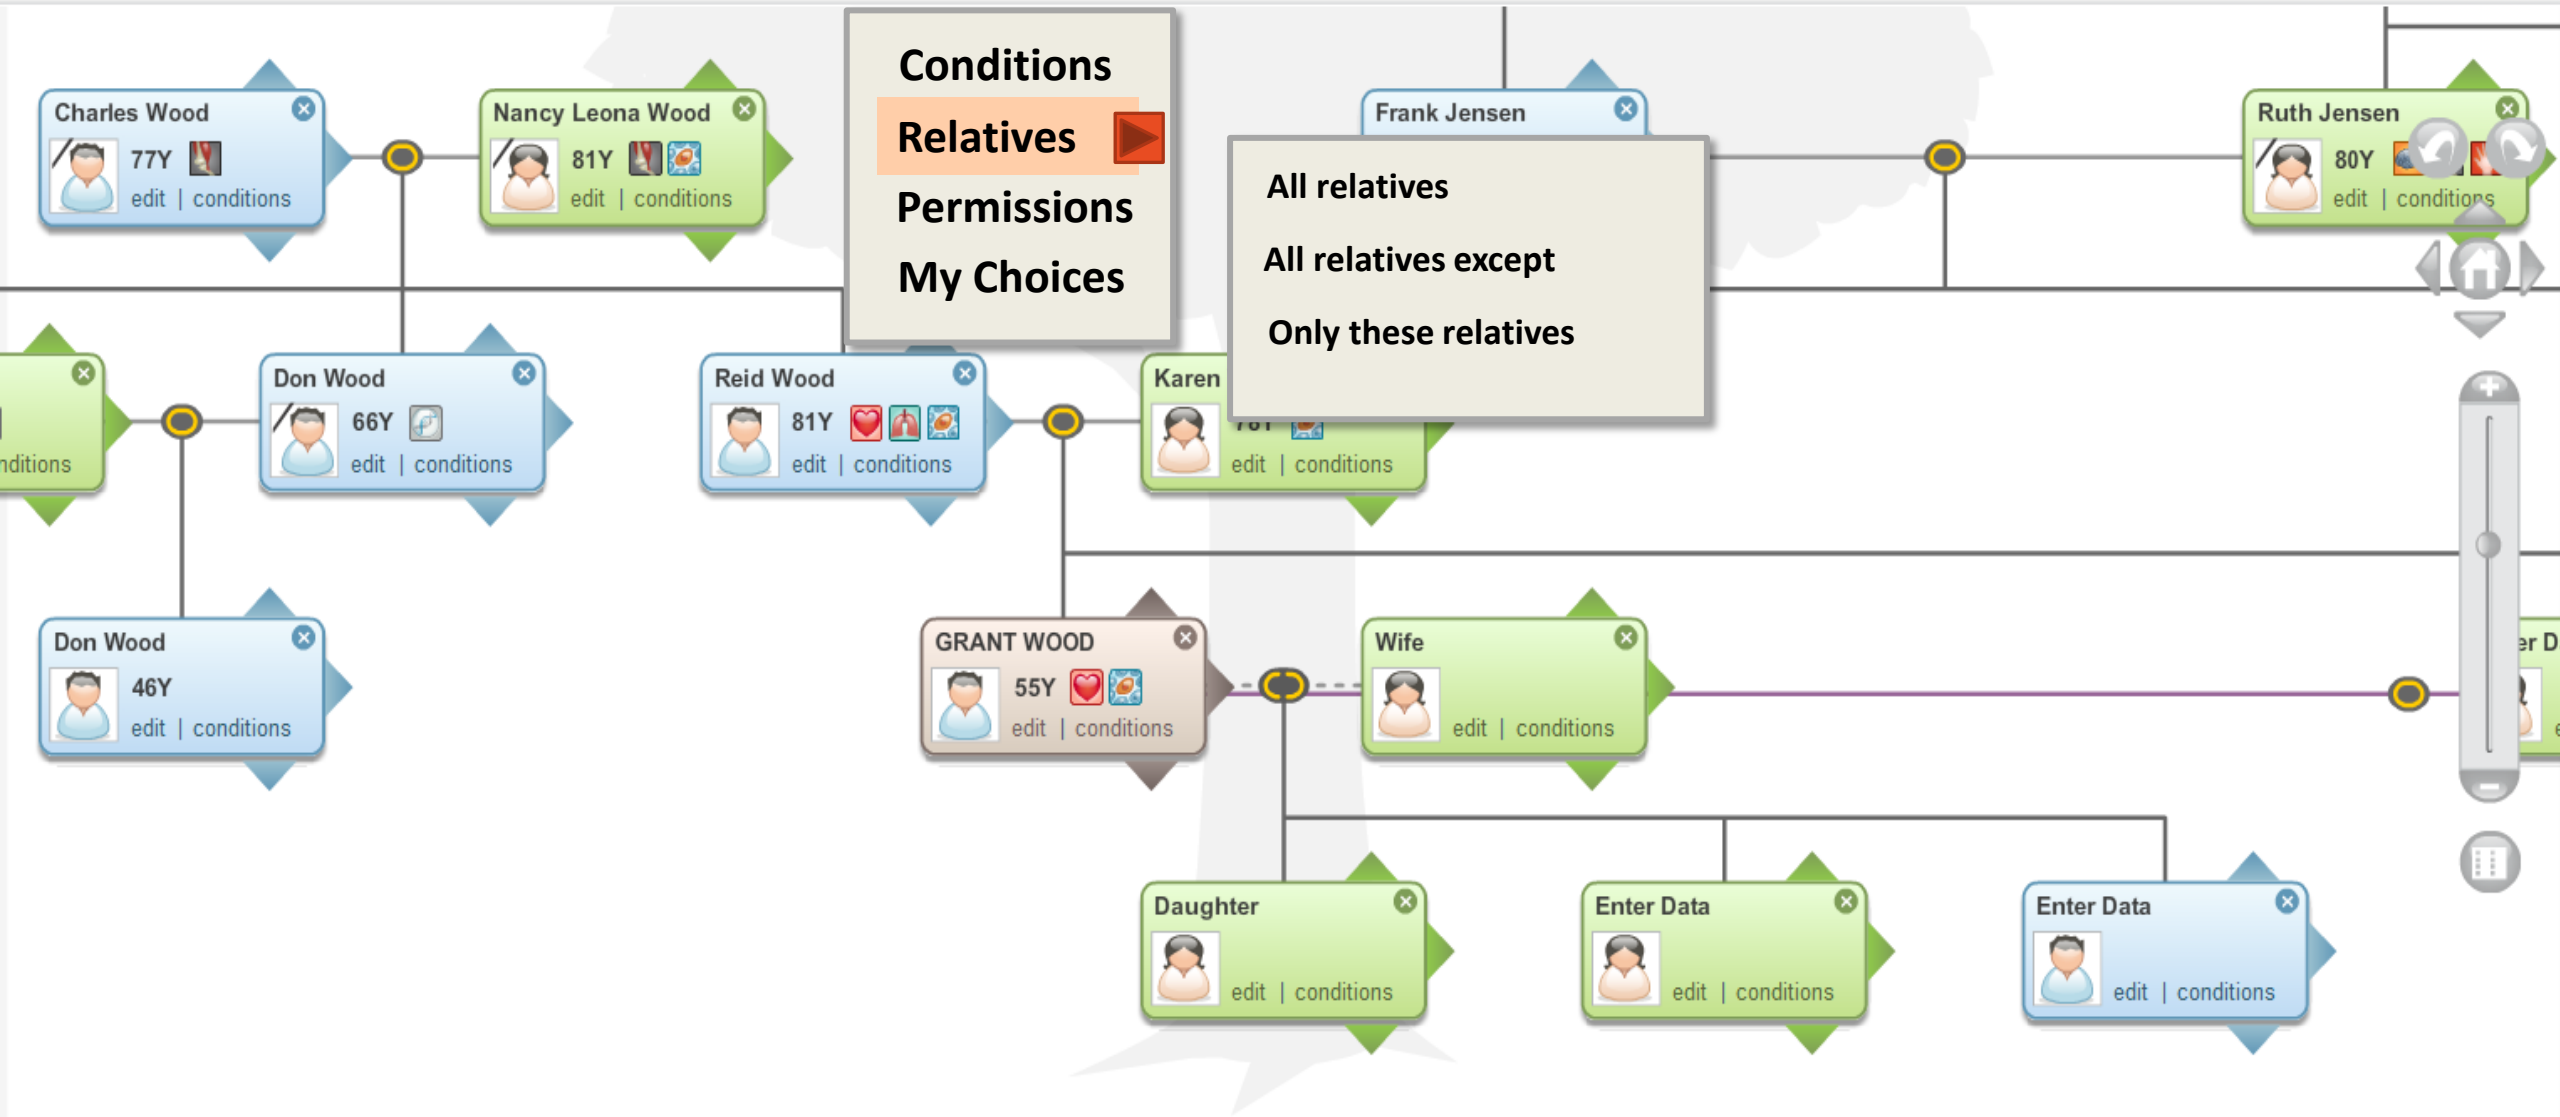 Conditions
Relatives
Permissions
My Choices
All relatives
All relatives except
Only these relatives
Charles Wood
77Y
edit | conditions
Nancy Leona Wood
81Y
edit | conditions
Frank Jensen
Ruth Jensen
80Y
edit | conditions
Don Wood
66Y
edit | conditions
Reid Wood
81Y
edit | conditions
Karen
78Y
edit | conditions
Don Wood
46Y
edit | conditions
GRANT WOOD
55Y
edit | conditions
Wife
edit | conditions
Daughter
edit | conditions
Enter Data
edit | conditions
Enter Data
edit | conditions